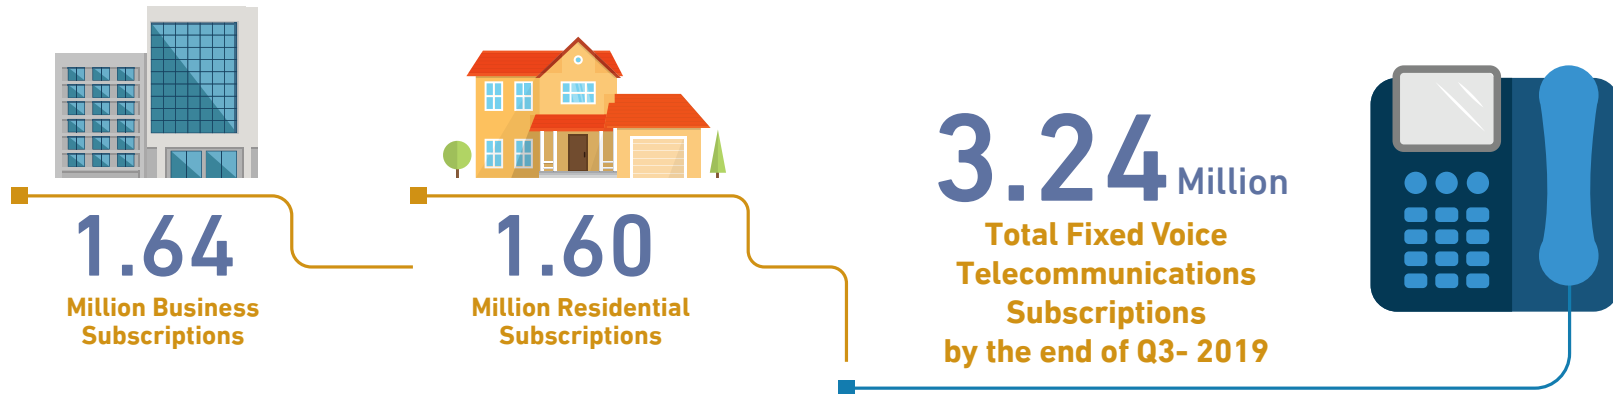 1.64
Million Business
Subscriptions
1.60
Million Residential
Subscriptions
3.24 Million
Total Fixed Voice
Telecommunications
Subscriptions
by the end of Q3- 2019